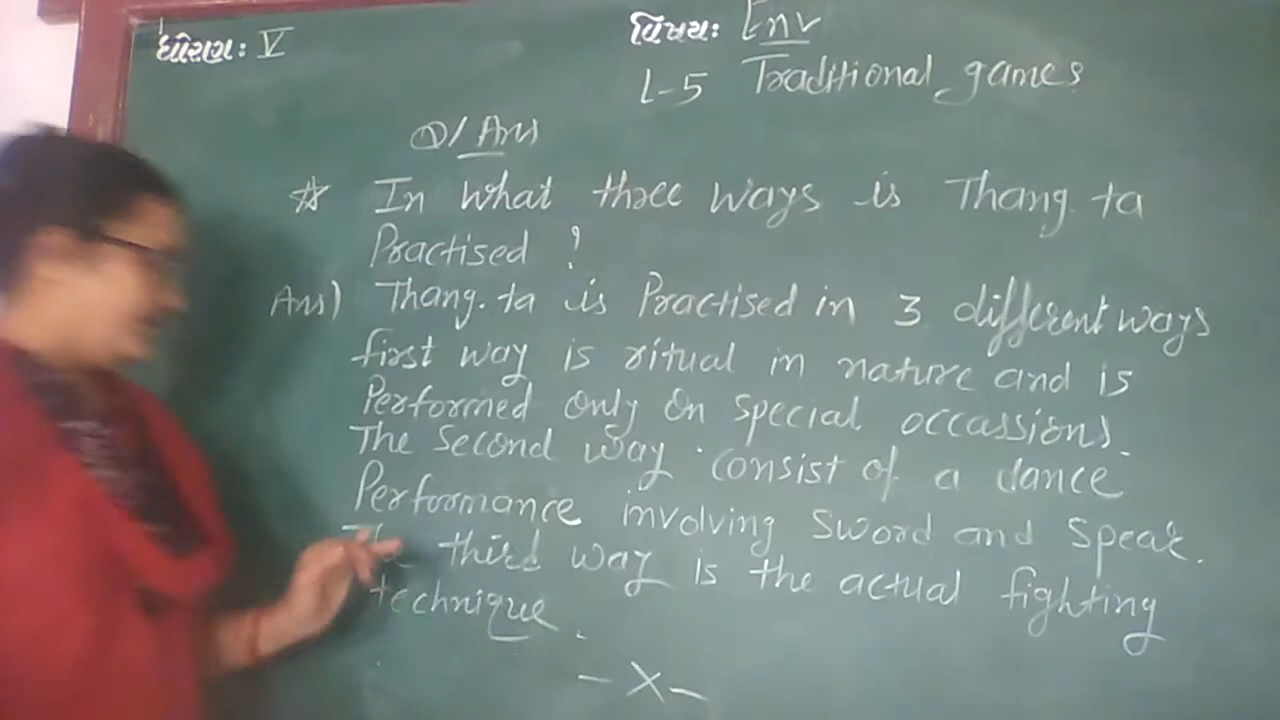 ધોરણ: V
વિષય: Env
L-5 Traditional games
Q/Ans
☆ In what three ways is Thang ta
Practised ?
Ans) Thang-ta is Practised in 3 different ways
first way is ritual in nature and is
Performed only on special occassions.
The second way consist of a dance
Performance involving sword and spear.
The third way is the actual fighting
technique.
-X-